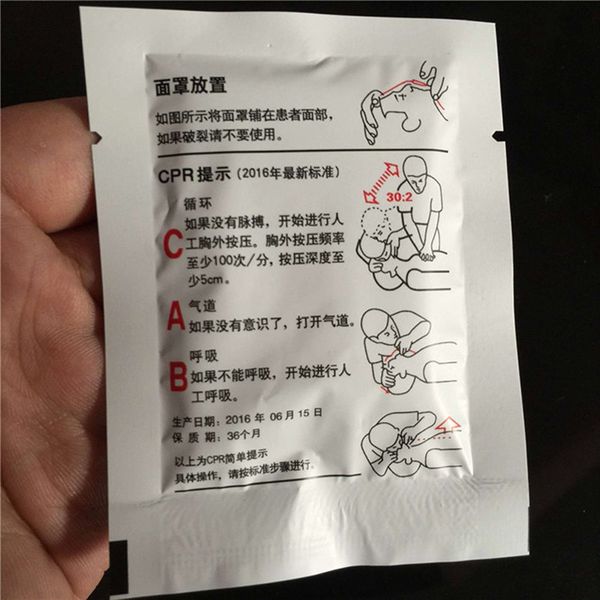 面罩放置
如图所示将面罩铺在患者面部，
如果破裂请不要使用。
CPR提示（2016年最新标准）
30:2
循环
C
如果没有脉搏，开始进行人
工胸外按压。胸外按压频率
至少100次/分，按压深度至
少5cm。
A
气道
如果没有意识了，打开气道。
B
呼吸
如果不能呼吸，开始进行人
工呼吸。
生产日期：2016 年 06 月 15 日
保 质 期：36个月
以上为CPR简单提示
具体操作，请按标准步骤进行.